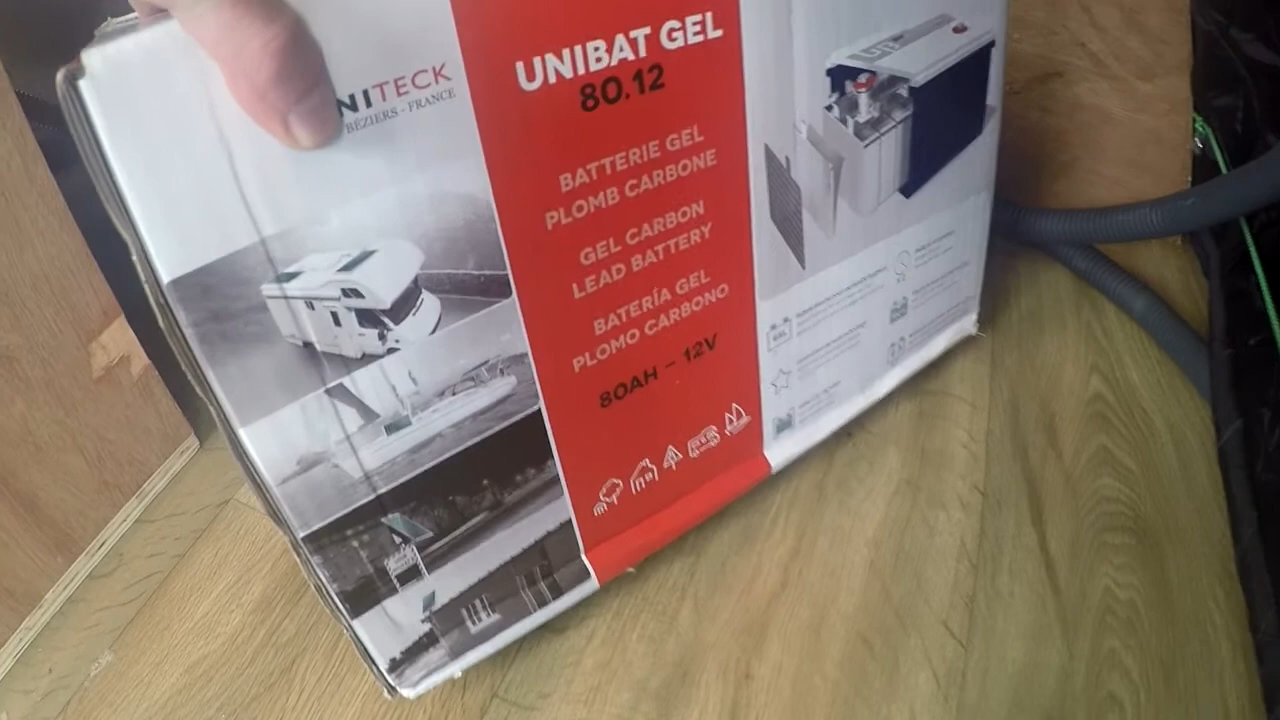 NITECK
BÉZIERS - FRANCE
UNIBAT GEL
80.12
BATTERIE GEL
PLOMB CARBONE
GEL CARBON
LEAD BATTERY
BATERÍA GEL
PLOMO CARBONO
80AH - 12V
GEL